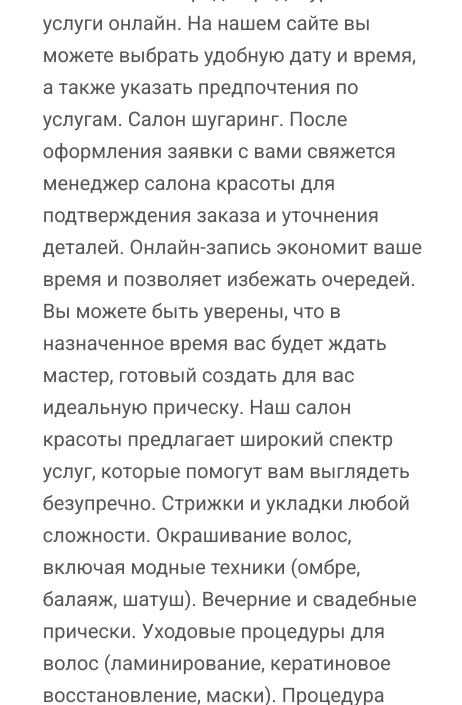 услуги онлайн. На нашем сайте вы
можете выбрать удобную дату и время,
а также указать предпочтения по
услугам. Салон шугаринг. После
оформления заявки с вами свяжется
менеджер салона красоты для
подтверждения заказа и уточнения
деталей. Онлайн-запись экономит ваше
время и позволяет избежать очередей.
Вы можете быть уверены, что в
назначенное время вас будет ждать
мастер, готовый создать для вас
идеальную прическу. Наш салон
красоты предлагает широкий спектр
услуг, которые помогут вам выглядеть
безупречно. Стрижки и укладки любой
сложности. Окрашивание волос,
включая модные техники (омбре,
балаяж, шатуш). Вечерние и свадебные
прически. Уходовые процедуры для
волос (ламинирование, кератиновое
восстановление, маски). Процедура